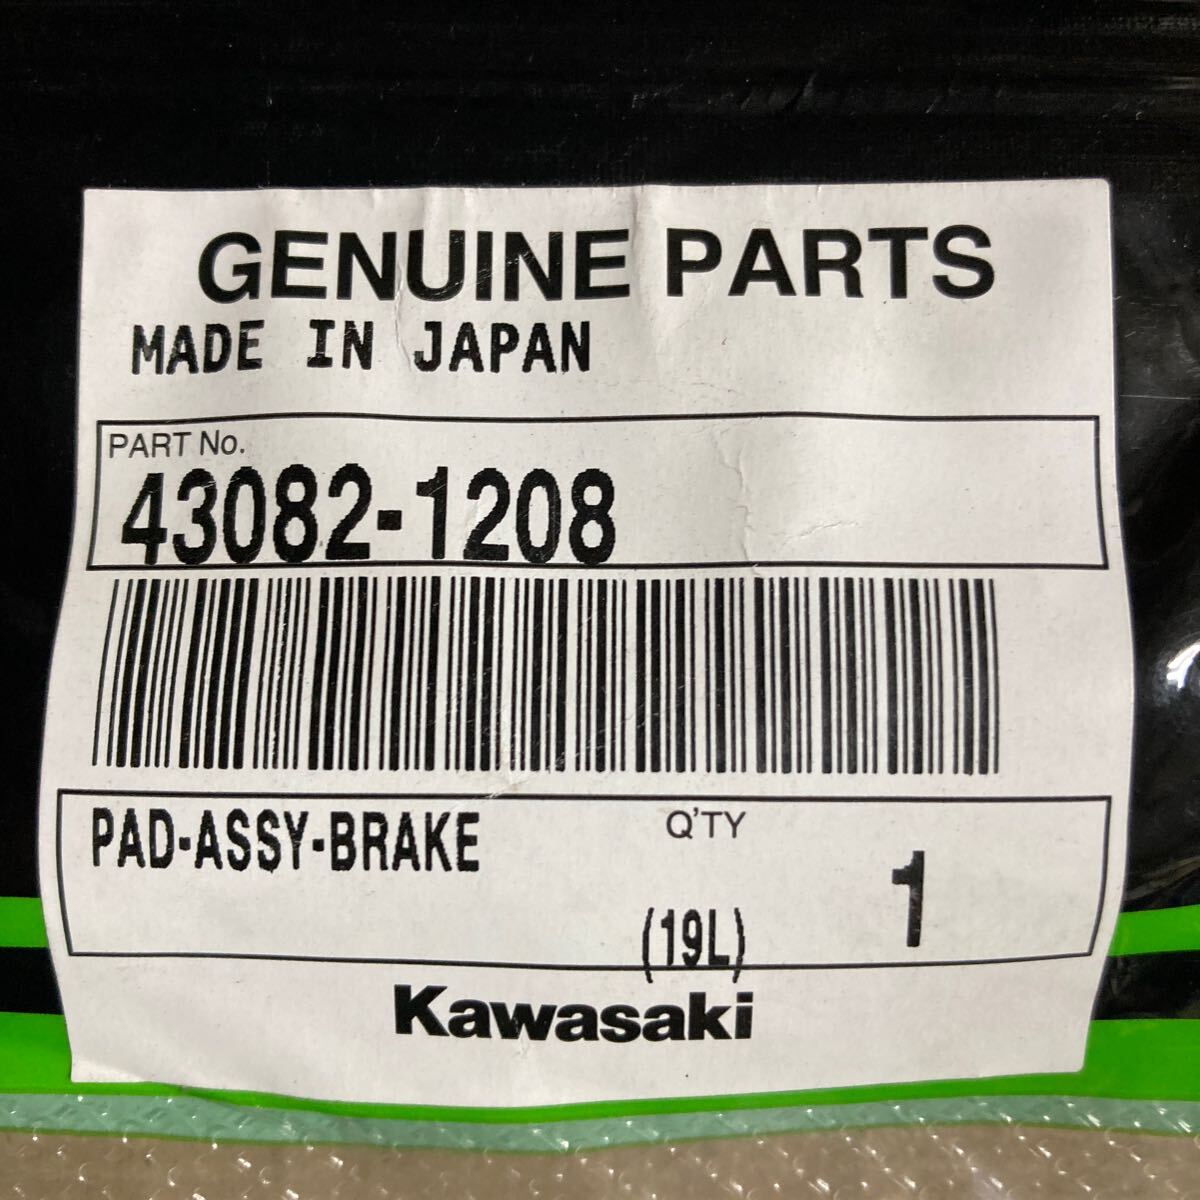 GENUINE PARTS
MADE IN JAPAN
PART No.
43082-1208
PAD-ASSY-BRAKE
Q'TY
1
(19L)
Kawasaki